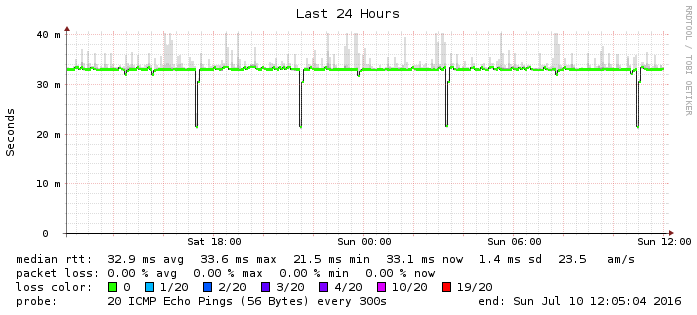 Last 24 Hours
RRDTOOL / TOBI OETIKER
Seconds
40 m
30 m
20 m
10 m
0
Sat 18:00 Sun 00:00 Sun 06:00 Sun 12:00
median rtt: 32.9 ms avg 33.6 ms max 21.5 ms min 33.1 ms now 1.4 ms sd 23.5 am/s
packet loss: 0.00 % avg 0.00 % max 0.00 % min 0.00 % now
loss color: 0 1/20 2/20 3/20 4/20 10/20 19/20
probe: 20 ICMP Echo Pings (56 Bytes) every 300s end: Sun Jul 10 12:05:04 2016